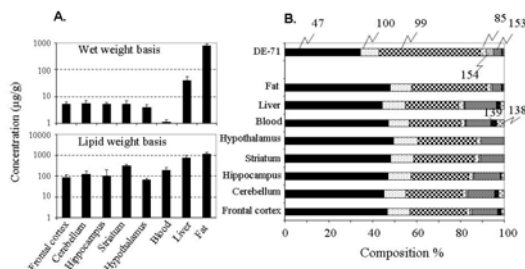 A.
Wet weight basis
1000
100
10
1
Concentration (µg/g)
Lipid weight basis
10000
1000
100
10
1
Frontal cortex
Cerebellum
Hippocampus
Striatum
Hypothalamus
Blood
Liver
Fat
B.
47
100
99
85
153
DE-71
154
Fat
Liver
Blood
139
138
Hypothalamus
Striatum
Hippocampus
Cerebellum
Frontal cortex
0 20 40 60 80 100
Composition %